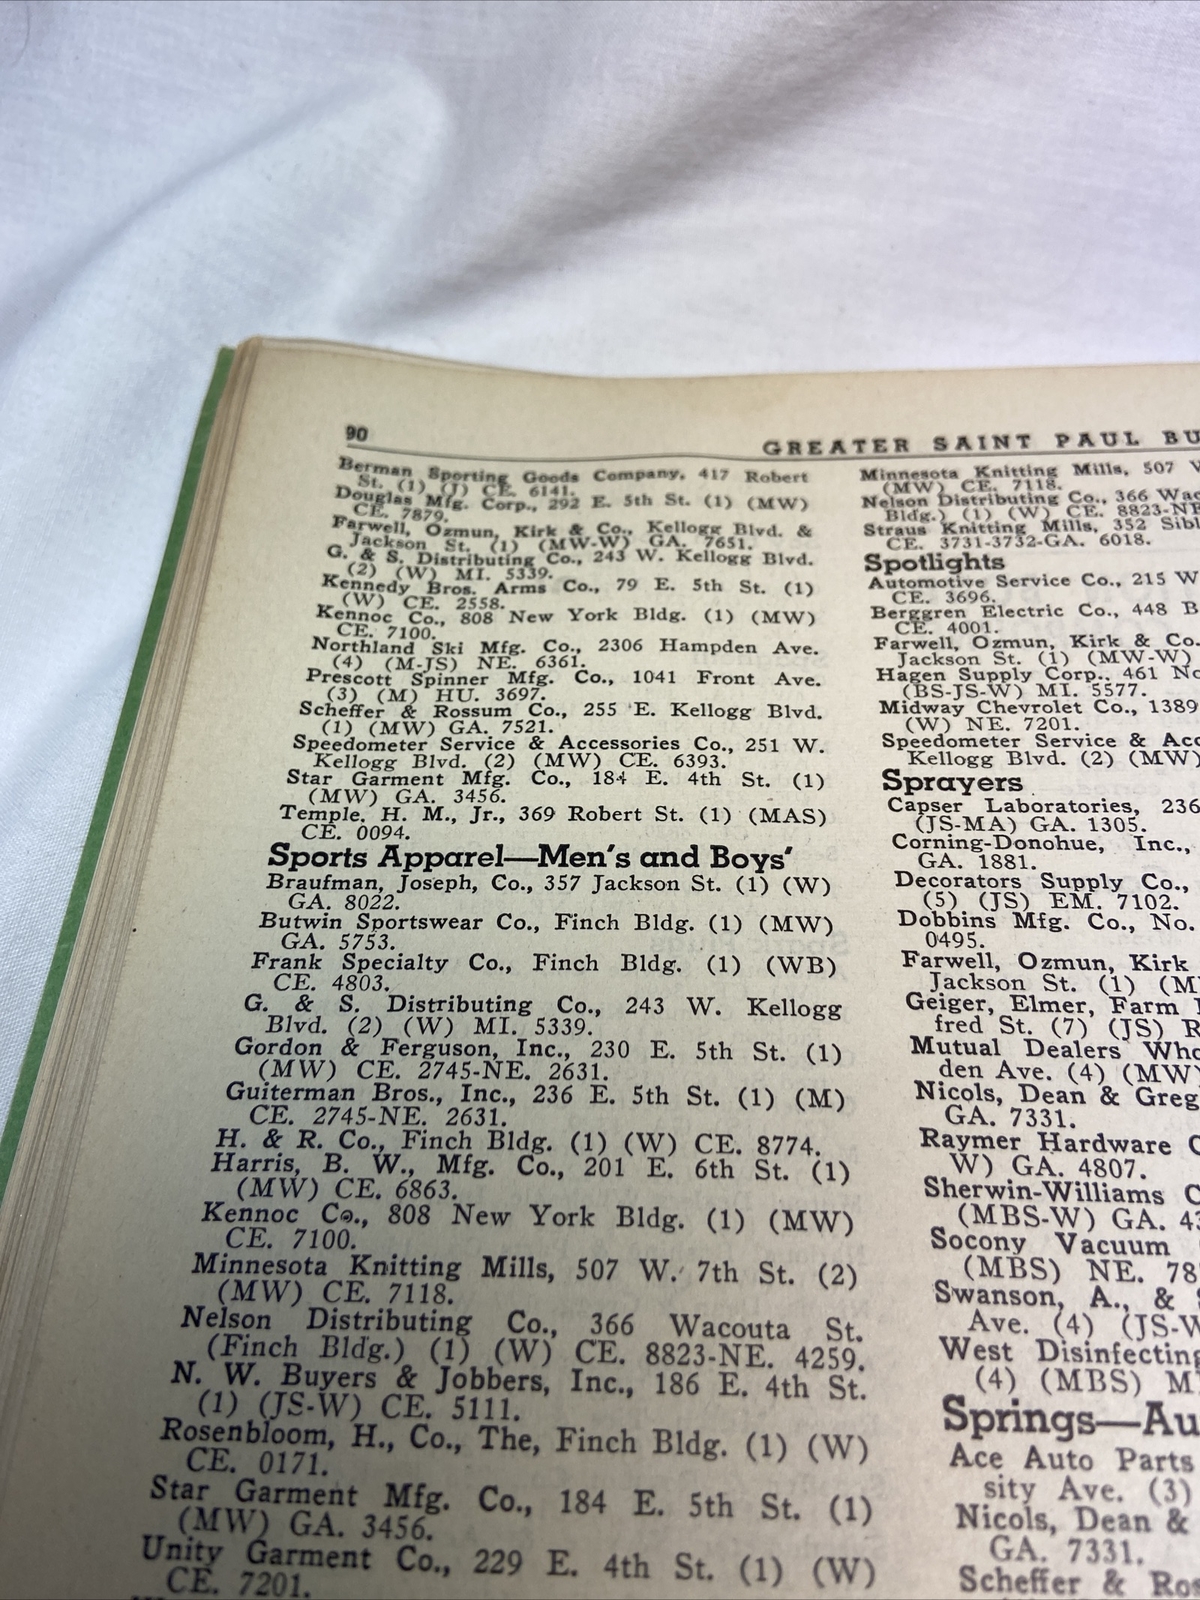 90
GREATER SAINT PAUL BU
Berman Sporting Goods Company, 417 Robert
St. (1) (J) CE. 6141.
Douglas Mfg. Corp., 292 E. 5th St. (1) (MW)
CE. 7879.
Farwell, Ozmun, Kirk & Co., Kellogg Blvd. &
Jackson St. (1) (MW-W) GA. 7651.
G. & S. Distributing Co., 243 W. Kellogg Blvd.
(2) (W) MI. 5339.
Kennedy Bros. Arms Co., 79 E. 5th St. (1)
(W) CE. 2558.
Kennoc Co., 808 New York Bldg. (1) (MW)
CE. 7100.
Northland Ski Mfg. Co., 2306 Hampden Ave.
(4) (M-JS) NE. 6361.
Prescott Spinner Mfg. Co., 1041 Front Ave.
(3) (M) HU. 3697.
Scheffer & Rossum Co., 255 E. Kellogg Blvd.
(1) (MW) GA. 7521.
Speedometer Service & Accessories Co., 251 W.
Kellogg Blvd. (2) (MW) CE. 6393.
Star Garment Mfg. Co., 184 E. 4th St. (1)
(MW) GA. 3456.
Temple, H. M., Jr., 369 Robert St. (1) (MAS)
CE. 0094.
Sports Apparel—Men's and Boys'
Braufman, Joseph, Co., 357 Jackson St. (1) (W)
GA. 8022.
Butwin Sportswear Co., Finch Bldg. (1) (MW)
GA. 5753.
Frank Specialty Co., Finch Bldg. (1) (WB)
CE. 4803.
G. & S. Distributing Co., 243 W. Kellogg
Blvd. (2) (W) MI. 5339.
Gordon & Ferguson, Inc., 230 E. 5th St. (1)
(MW) CE. 2745-NE. 2631.
Guiterman Bros., Inc., 236 E. 5th St. (1) (M)
CE. 2745-NE. 2631.
H. & R. Co., Finch Bldg. (1) (W) CE. 8774.
Harris, B. W., Mfg. Co., 201 E. 6th St. (1)
(MW) CE. 6863.
Kennoc Co., 808 New York Bldg. (1) (MW)
CE. 7100.
Minnesota Knitting Mills, 507 W. 7th St. (2)
(MW) CE. 7118.
Nelson Distributing Co., 366 Wacouta St.
(Finch Bldg.) (1) (W) CE. 8823-NE. 4259.
N. W. Buyers & Jobbers, Inc., 186 E. 4th St.
(1) (JS-W) CE. 5111.
Rosenbloom, H., Co., The, Finch Bldg. (1) (W)
CE. 0171.
Star Garment Mfg. Co., 184 E. 5th St. (1)
(MW) GA. 3456.
Unity Garment Co., 229 E. 4th St. (1) (W)
CE. 7201.
Minnesota Knitting Mills, 507 W
(MW) CE. 7118.
Nelson Distributing Co., 366 Wac
Bldg.) (1) (W) CE. 8823-NE
Straus Knitting Mills, 352 Sibl
CE. 3731-3732-GA. 6018.
Spotlights
Automotive Service Co., 215 W
CE. 3696.
Berggren Electric Co., 448 B
CE. 4001.
Farwell, Ozmun, Kirk & Co.
Jackson St. (1) (MW-W)
Hagen Supply Corp., 461 No
(BS-JS-W) MI. 5577.
Midway Chevrolet Co., 1389
(W) NE. 7201.
Speedometer Service & Acc
Kellogg Blvd. (2) (MW)
Sprayers
Capser Laboratories, 236
(JS-MA) GA. 1305.
Corning-Donohue, Inc.,
GA. 1881.
Decorators Supply Co.,
(5) (JS) EM. 7102.
Dobbins Mfg. Co., No.
0495.
Farwell, Ozmun, Kirk
Jackson St. (1) (M
Geiger, Elmer, Farm
fred St. (7) (JS) R
Mutual Dealers Who
den Ave. (4) (MW)
Nicols, Dean & Greg
GA. 7331.
Raymer Hardware C
W) GA. 4807.
Sherwin-Williams C
(MBS-W) GA. 43
Socony Vacuum
(MBS) NE. 78
Swanson, A., &
Ave. (4) (JS-W
West Disinfecting
(4) (MBS) M
Springs—Au
Ace Auto Parts
sity Ave. (3)
Nicols, Dean &
GA. 7331.
Scheffer & Ros